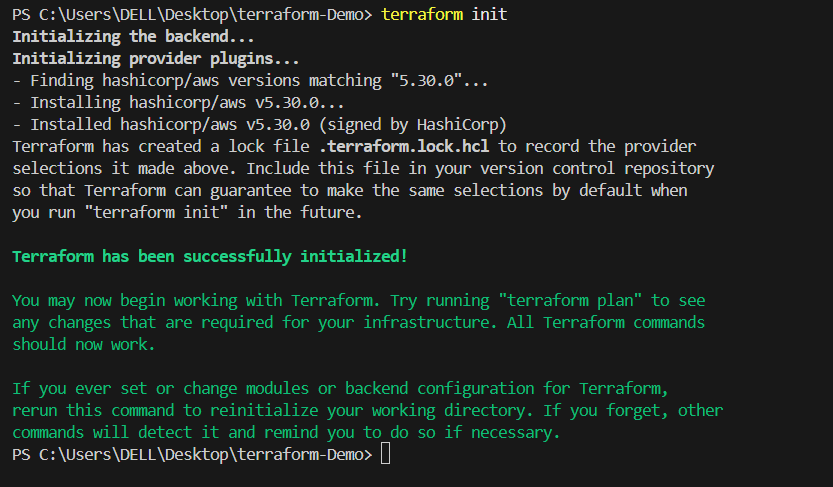 PS C:\Users\DELL\Desktop\terraform-Demo> terraform init
Initializing the backend...
Initializing provider plugins...
- Finding hashicorp/aws versions matching "5.30.0"...
- Installing hashicorp/aws v5.30.0...
- Installed hashicorp/aws v5.30.0 (signed by HashiCorp)
Terraform has created a lock file .terraform.lock.hcl to record the provider
selections it made above. Include this file in your version control repository
so that Terraform can guarantee to make the same selections by default when
you run "terraform init" in the future.
Terraform has been successfully initialized!
You may now begin working with Terraform. Try running "terraform plan" to see
any changes that are required for your infrastructure. All Terraform commands
should now work.
If you ever set or change modules or backend configuration for Terraform,
rerun this command to reinitialize your working directory. If you forget, other
commands will detect it and remind you to do so if necessary.
PS C:\Users\DELL\Desktop\terraform-Demo>